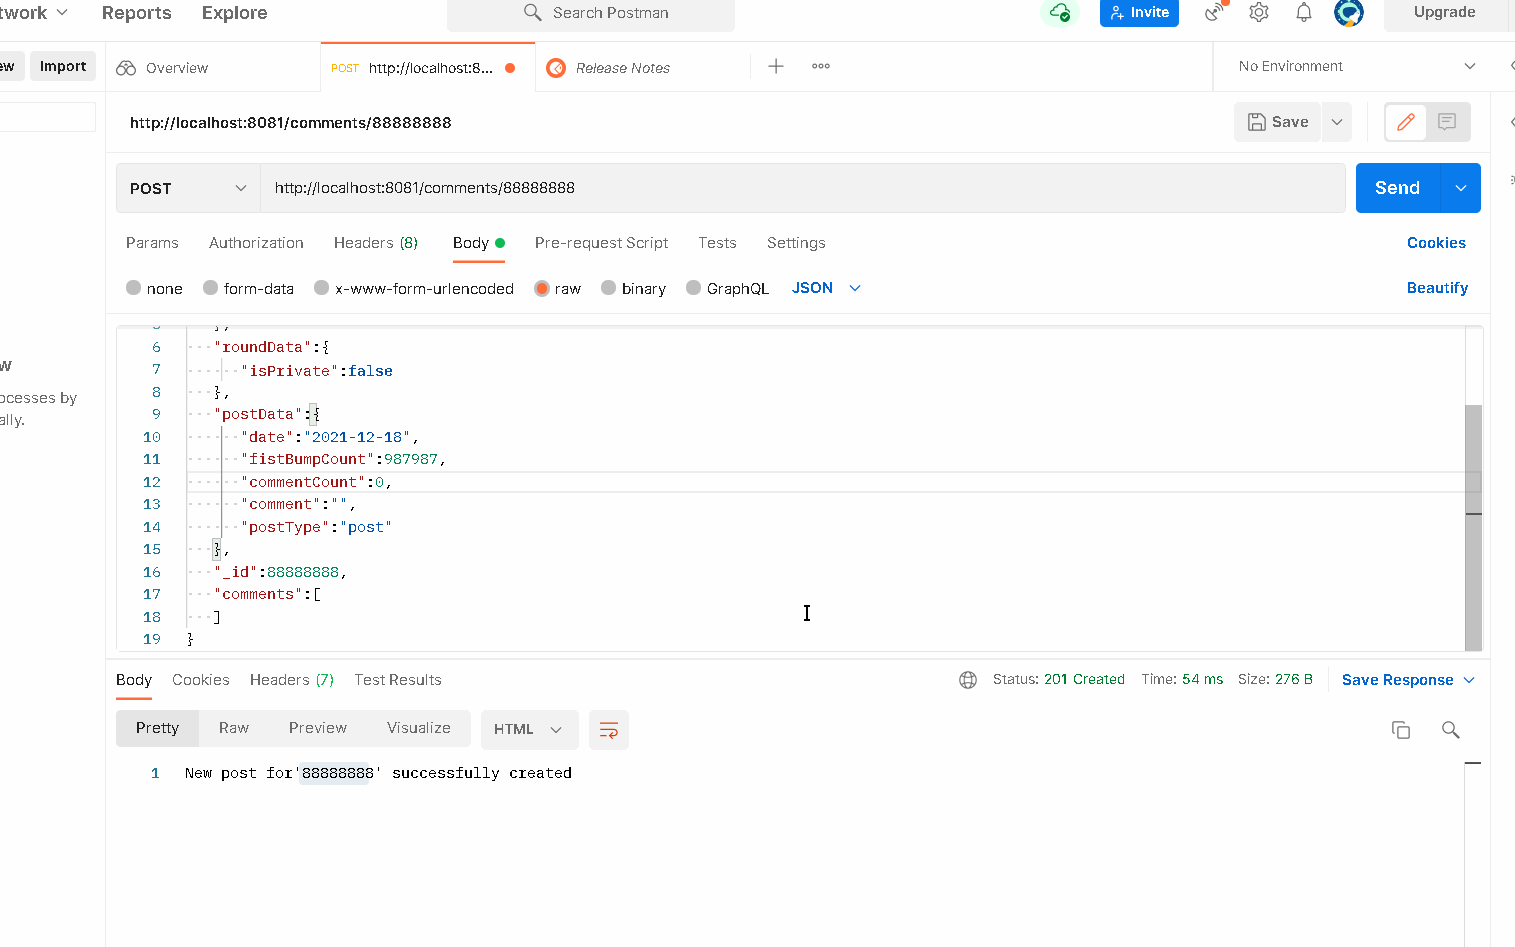 twork Reports Explore Search Postman Invite Upgrade
ew Import Overview POST http://localhost:8... Release Notes No Environment
http://localhost:8081/comments/88888888 Save
POST http://localhost:8081/comments/88888888 Send
Params Authorization Headers (8) Body Pre-request Script Tests Settings Cookies
none form-data x-www-form-urlencoded raw binary GraphQL JSON Beautify
},
6 "roundData":{
7 "isPrivate":false
8 },
9 "postData":{
10 "date":"2021-12-18",
11 "fistBumpCount":987987,
12 "commentCount":0,
13 "comment":"",
14 "postType":"post"
15 },
16 "_id":88888888,
17 "comments":[
18 ]
19 }
w
ocesses by
ally.
Body Cookies Headers (7) Test Results Status: 201 Created Time: 54 ms Size: 276 B Save Response
Pretty Raw Preview Visualize HTML
1 New post for'88888888' successfully created